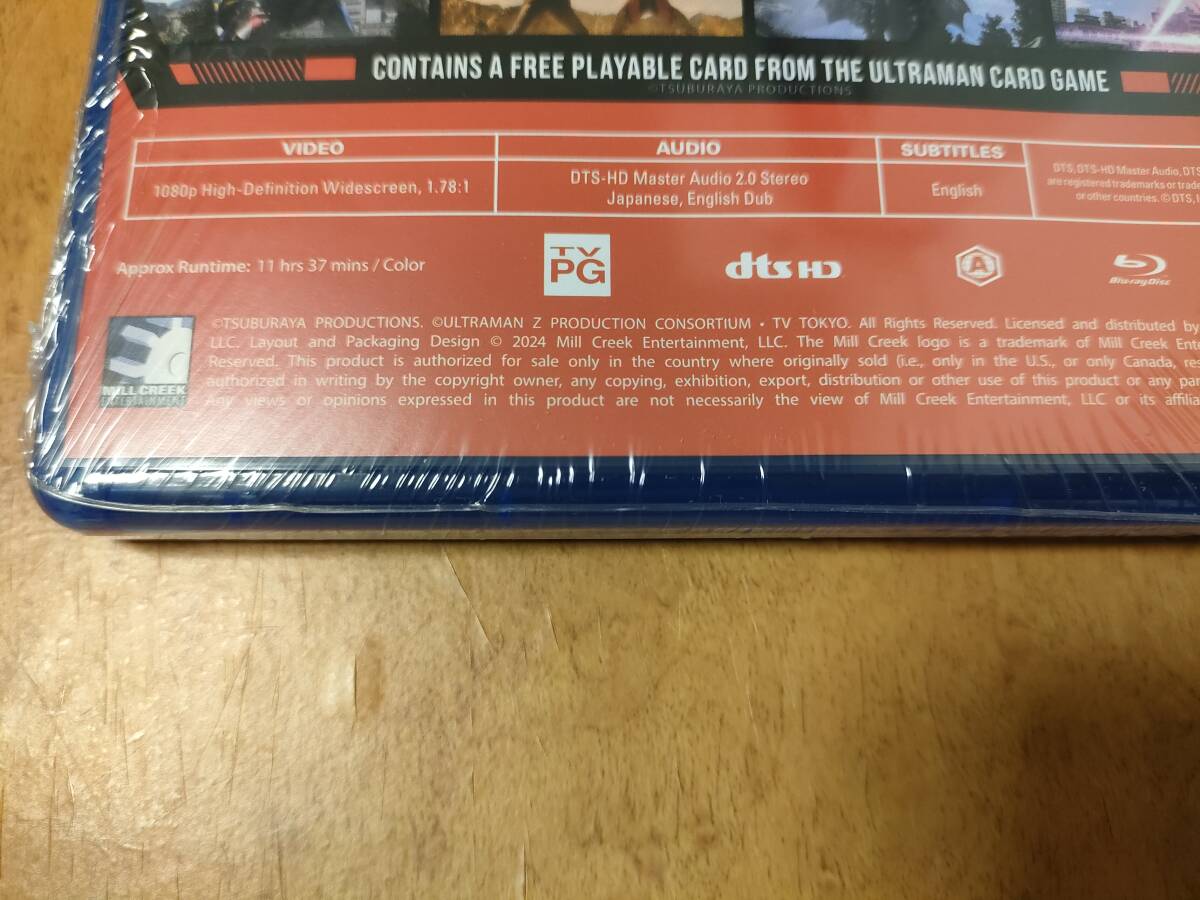 CONTAINS A FREE PLAYABLE CARD FROM THE ULTRAMAN CARD GAME
©TSUBURAYA PRODUCTIONS
VIDEO
1080p High-Definition Widescreen, 1.78:1
AUDIO
DTS-HD Master Audio 2.0 Stereo
Japanese, English Dub
SUBTITLES
English
DTS, DTS-HD Master Audio, DTS
are registered trademarks or
or other countries. © DTS,
Approx Runtime: 11 hrs 37 mins / Color
TV
PG
dts HD
A
Blu-ray Disc
MILL CREEK
ENTERTAINMENT
©TSUBURAYA PRODUCTIONS. ©ULTRAMAN Z PRODUCTION CONSORTIUM • TV TOKYO. All Rights Reserved. Licensed and distributed by
LLC. Layout and Packaging Design © 2024 Mill Creek Entertainment, LLC. The Mill Creek logo is a trademark of Mill Creek
Reserved. This product is authorized for sale only in the country where originally sold (i.e., only in the U.S., or only Canada,
authorized in writing by the copyright owner, any copying, exhibition, export, distribution or other use of this product or any
Any views or opinions expressed in this product are not necessarily the view of Mill Creek Entertainment, LLC or its